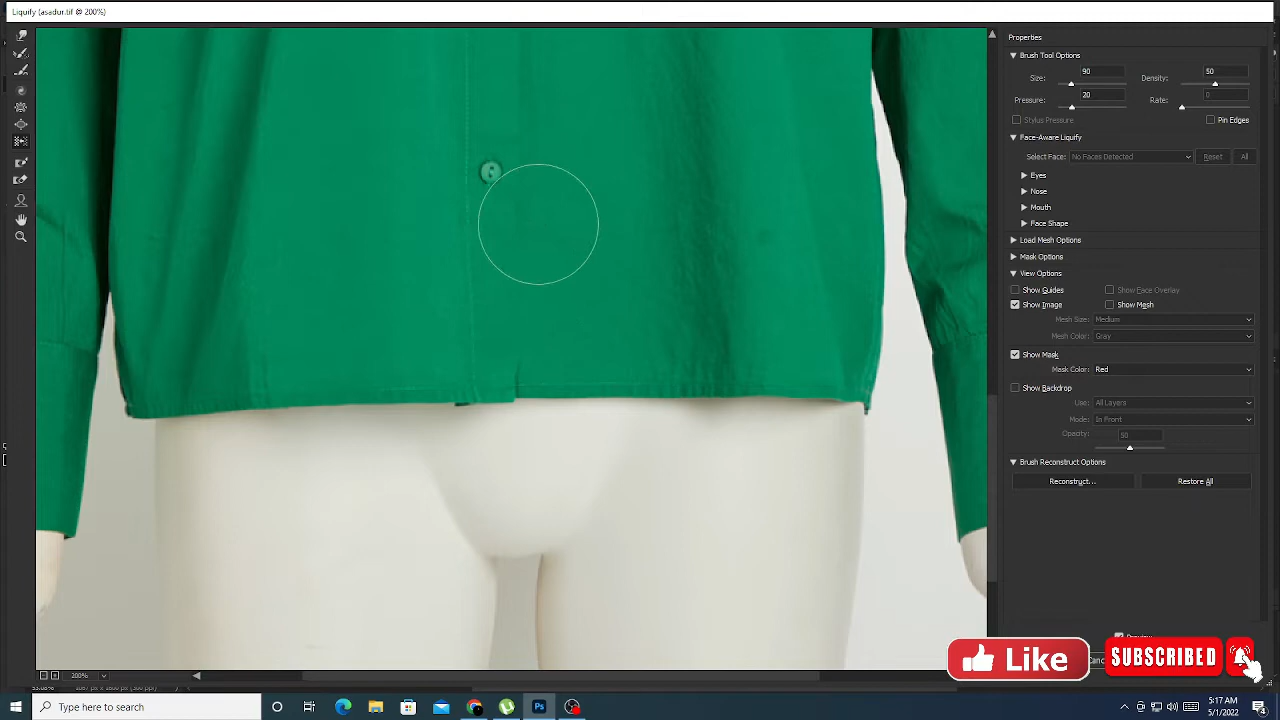 Liquify (asadur.tif @ 200%)
Properties
Brush Tool Options
Size: 90 Density: 50
Pressure: 20 Rate: 0
Stylus Pressure Pin Edges
Face-Aware Liquify
Select Face: No Faces Detected Reset All
Eyes
Nose
Mouth
Face Shape
Load Mesh Options
Mask Options
View Options
Show Guides Show Face Overlay
Show Image Show Mesh
Mesh Size: Medium
Mesh Color: Gray
Show Mask
Mask Color: Red
Show Backdrop
Use: All Layers
Mode: In Front
Opacity: 50
Brush Reconstruct Options
Reconstruct... Restore All
Like
SUBSCRIBED
200%
Type here to search
Ps
5:17 AM
5/1/2022